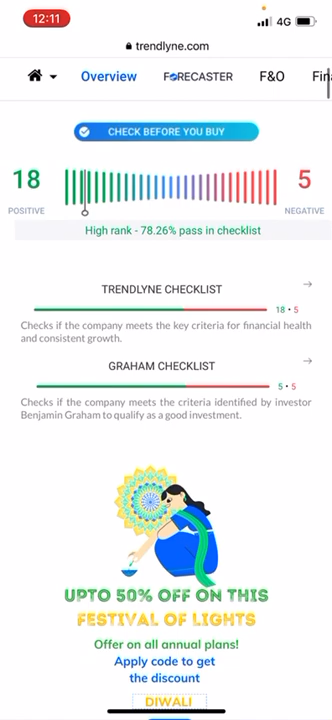 12:11
4G
trendlyne.com
Overview
FORECASTER
F&O
Fin
CHECK BEFORE YOU BUY
18
5
POSITIVE
NEGATIVE
High rank - 78.26% pass in checklist
TRENDLYNE CHECKLIST
18 • 5
Checks if the company meets the key criteria for financial health
and consistent growth.
GRAHAM CHECKLIST
5 • 5
Checks if the company meets the criteria identified by investor
Benjamin Graham to qualify as a good investment.
UPTO 50% OFF ON THIS
FESTIVAL OF LIGHTS
Offer on all annual plans!
Apply code to get
the discount
DIWALI